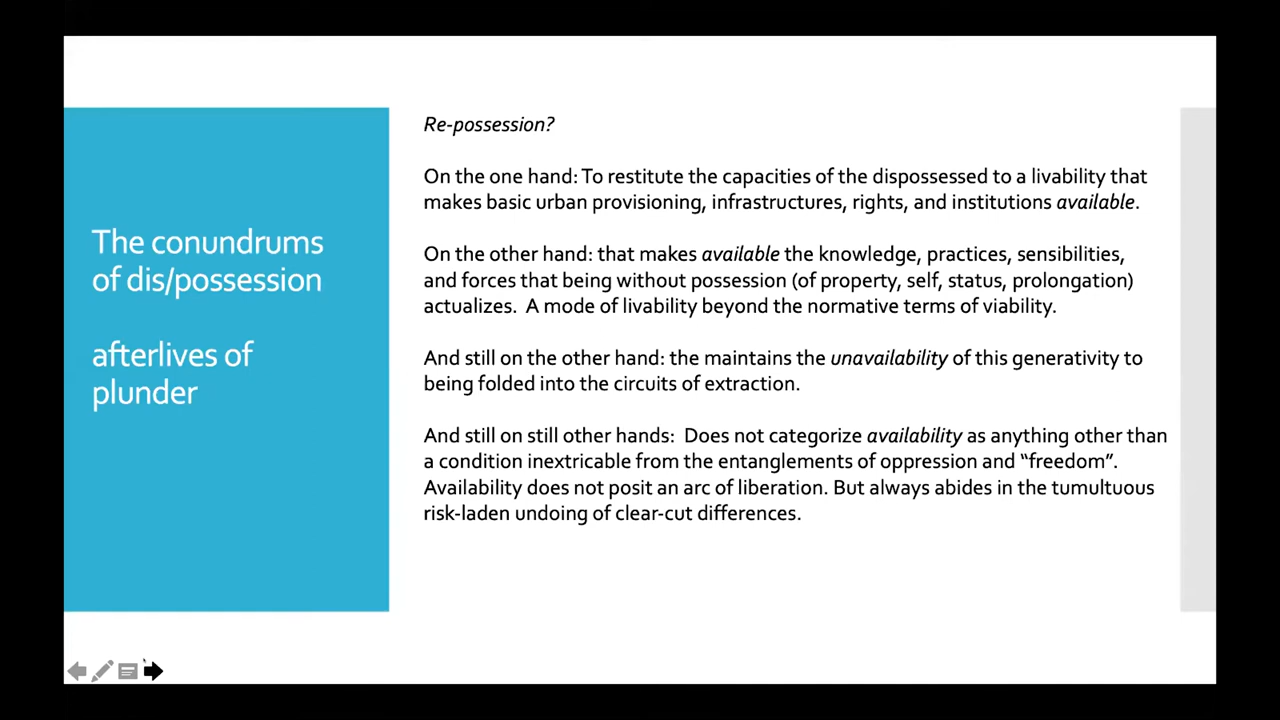 The conundrums
of dis/possession
afterlives of
plunder
Re-possession?
On the one hand: To restitute the capacities of the dispossessed to a livability that
makes basic urban provisioning, infrastructures, rights, and institutions available.
On the other hand: that makes available the knowledge, practices, sensibilities,
and forces that being without possession (of property, self, status, prolongation)
actualizes.  A mode of livability beyond the normative terms of viability.
And still on the other hand: the maintains the unavailability of this generativity to
being folded into the circuits of extraction.
And still on still other hands:  Does not categorize availability as anything other than
a condition inextricable from the entanglements of oppression and “freedom”.
Availability does not posit an arc of liberation. But always abides in the tumultuous
risk-laden undoing of clear-cut differences.